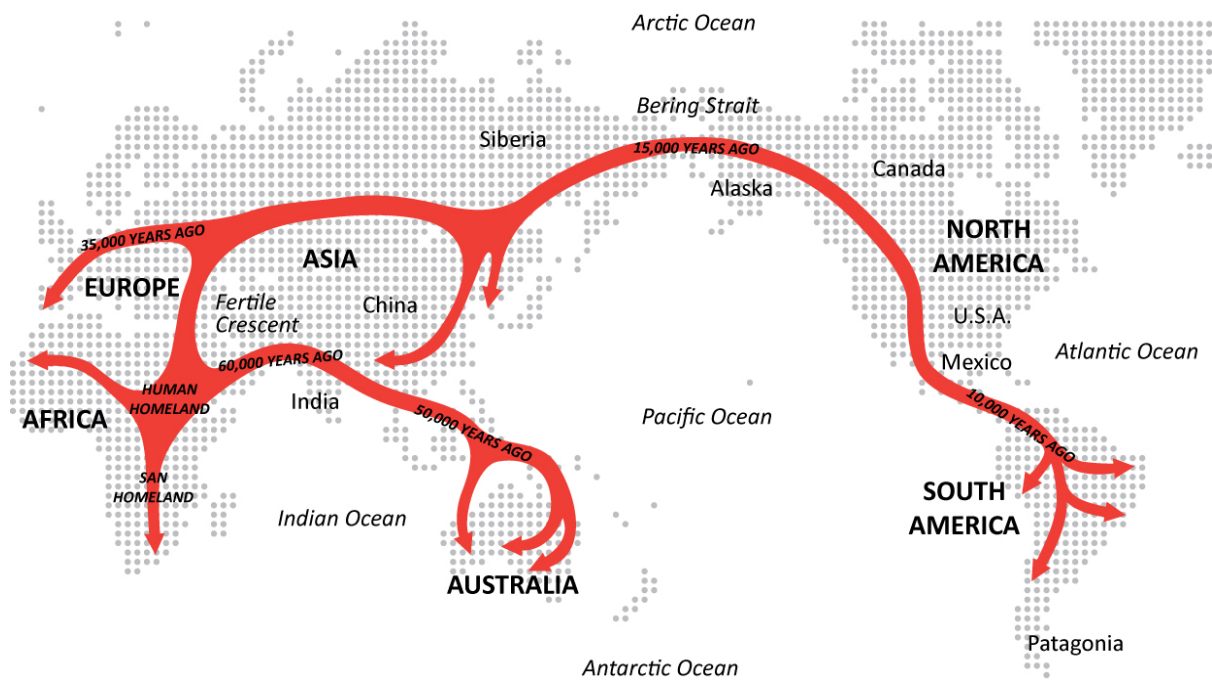 Arctic Ocean
Bering Strait
Siberia
15,000 YEARS AGO
Canada
Alaska
35,000 YEARS AGO
NORTH
AMERICA
ASIA
EUROPE
Fertile
Crescent
China
U.S.A.
60,000 YEARS AGO
Mexico
Atlantic Ocean
HUMAN
HOMELAND
India
10,000 YEARS AGO
AFRICA
50,000 YEARS AGO
Pacific Ocean
SAN
HOMELAND
Indian Ocean
SOUTH
AMERICA
AUSTRALIA
Patagonia
Antarctic Ocean